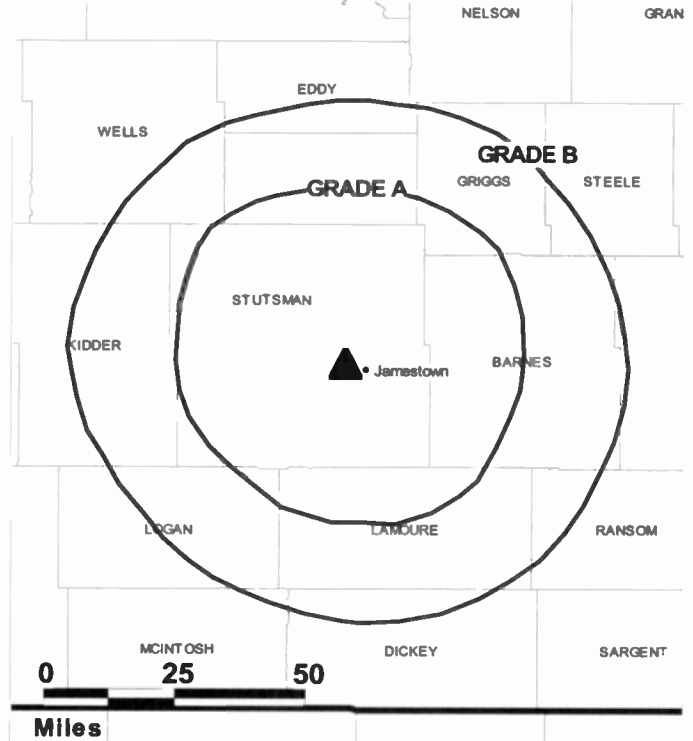 NELSON
GRAN
EDDY
WELLS
GRADE B
GRADE A
GRIGGS
STEELE
STUTSMAN
KIDDER
BARNES
Jamestown
LOGAN
LAMOURE
RANSOM
MCINTOSH
DICKEY
SARGENT
0 25 50
Miles